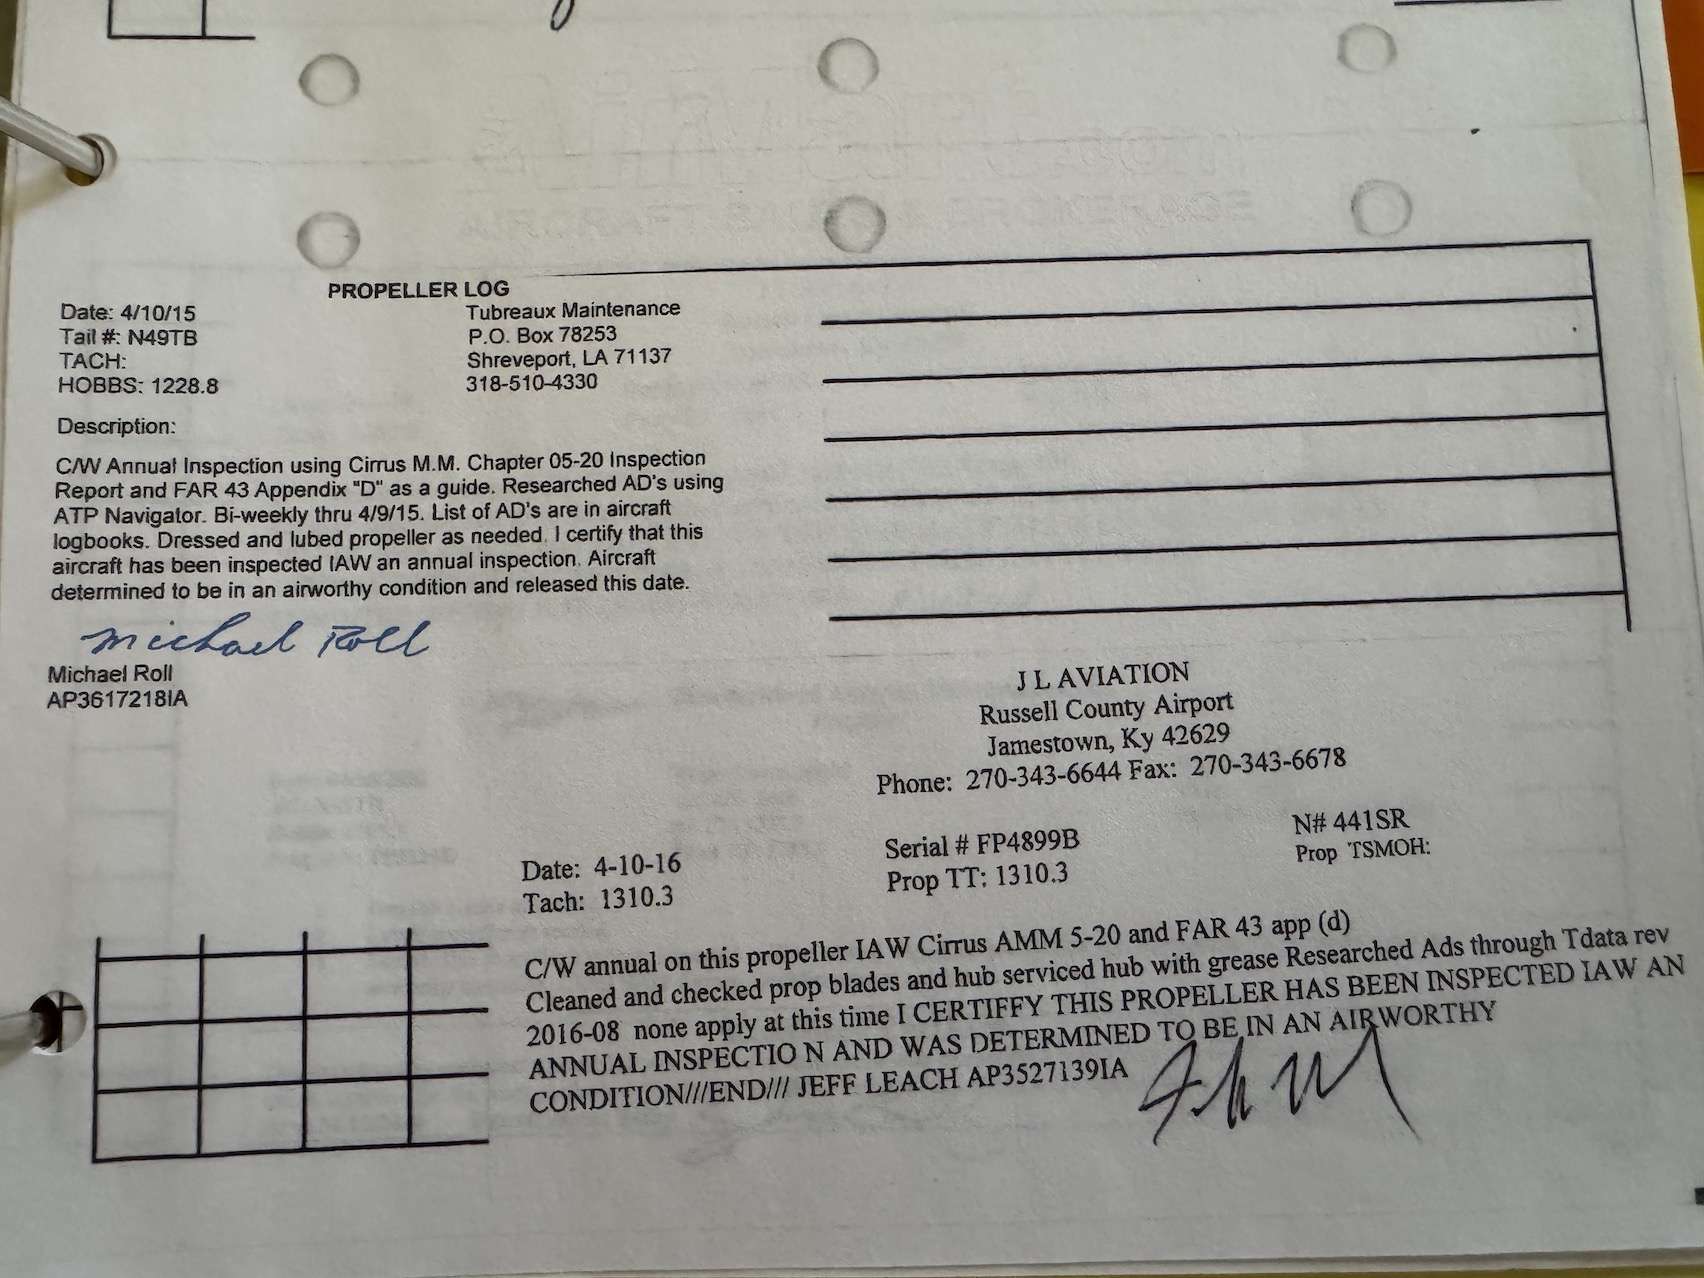 PROPELLER LOG
Date: 4/10/15
Tail #: N49TB
TACH:
HOBBS: 1228.8
Tubreaux Maintenance
P.O. Box 78253
Shreveport, LA 71137
318-510-4330
Description:
C/W Annual Inspection using Cirrus M.M. Chapter 05-20 Inspection
Report and FAR 43 Appendix "D" as a guide. Researched AD's using
ATP Navigator. Bi-weekly thru 4/9/15. List of AD's are in aircraft
logbooks. Dressed and lubed propeller as needed. I certify that this
aircraft has been inspected IAW an annual inspection. Aircraft
determined to be in an airworthy condition and released this date.
Michael Roll
Michael Roll
AP3617218IA
J L AVIATION
Russell County Airport
Jamestown, Ky 42629
Phone: 270-343-6644 Fax: 270-343-6678
Date: 4-10-16
Tach: 1310.3
Serial # FP4899B
Prop TT: 1310.3
N# 441SR
Prop TSMOH:
C/W annual on this propeller IAW Cirrus AMM 5-20 and FAR 43 app (d)
Cleaned and checked prop blades and hub serviced hub with grease Researched Ads through Tdata rev
2016-08 none apply at this time I CERTIFFY THIS PROPELLER HAS BEEN INSPECTED IAW AN
ANNUAL INSPECTIO N AND WAS DETERMINED TO BE IN AN AIRWORTHY
CONDITION///END/// JEFF LEACH AP3527139IA